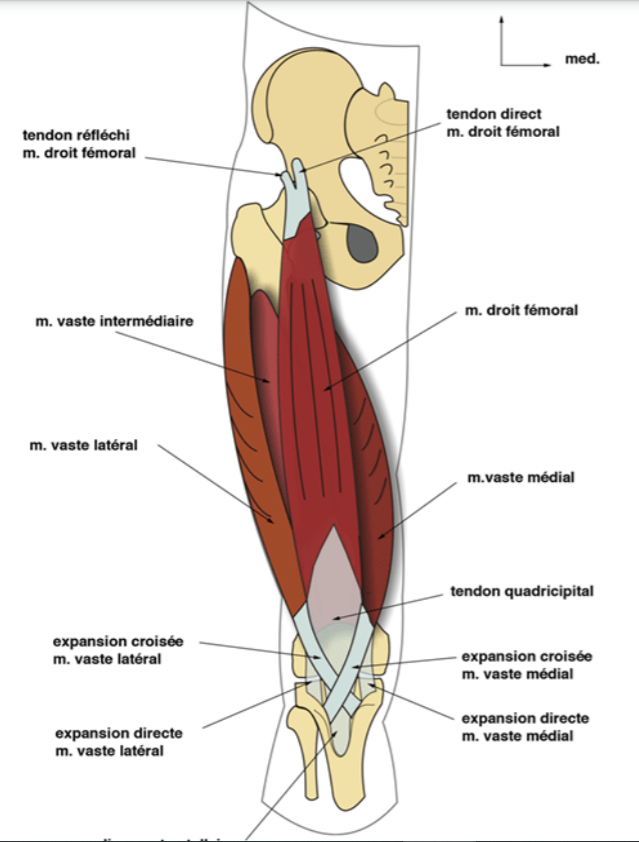 med.
tendon direct
m. droit fémoral
tendon réfléchi
m. droit fémoral
m. droit fémoral
m. vaste intermédiaire
m. vaste latéral
m.vaste médial
tendon quadricipital
expansion croisée
m. vaste latéral
expansion croisée
m. vaste médial
expansion directe
m. vaste médial
expansion directe
m. vaste latéral